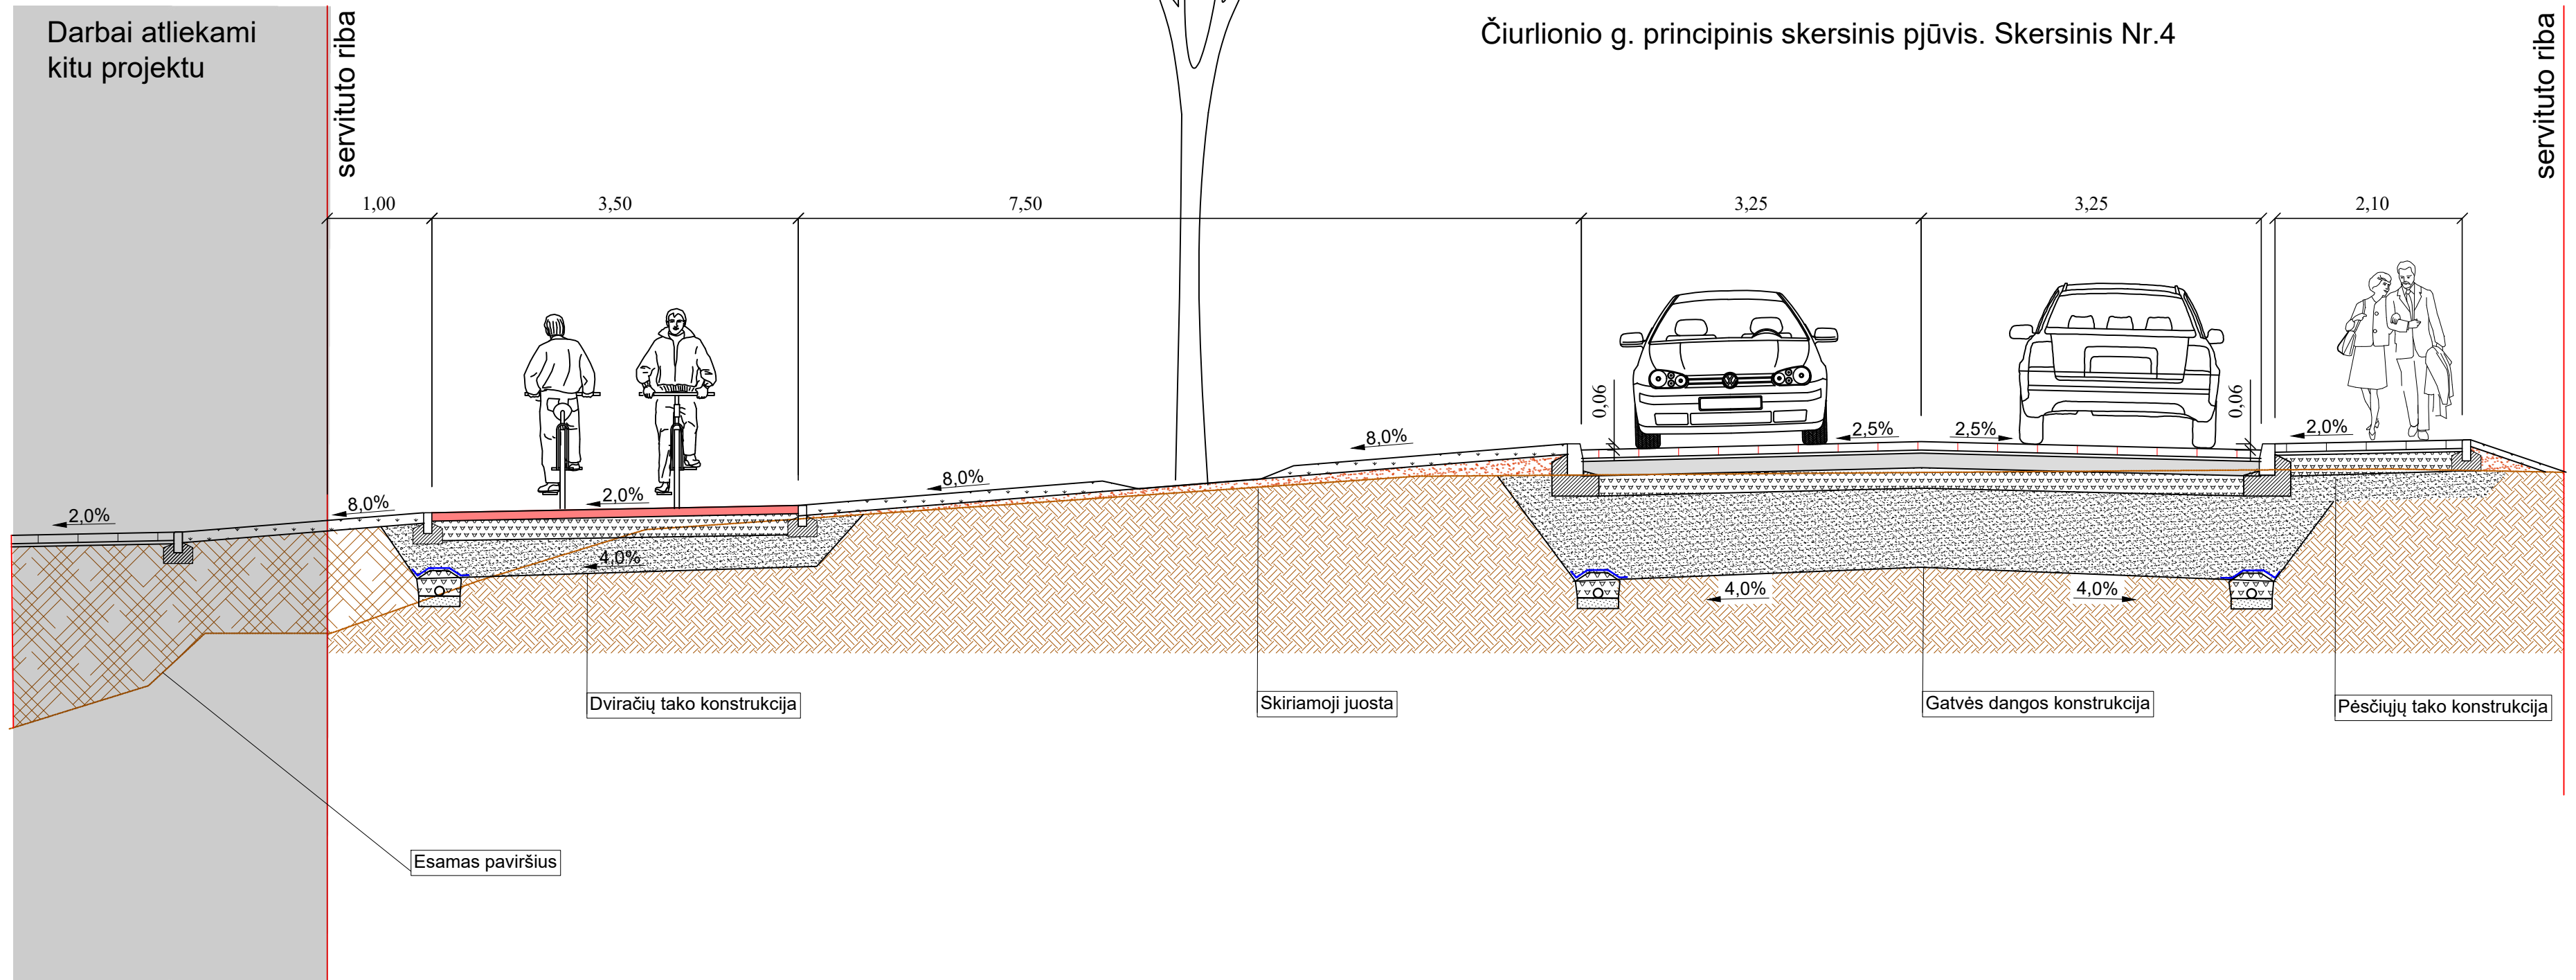 Darbai atliekami
kitu projektu
servituto riba
Čiurlionio g. principinis skersinis pjūvis. Skersinis Nr.4
servituto riba
1,00
3,50
7,50
3,25
3,25
2,10
0,06
0,06
2,0%
8,0%
2,0%
8,0%
8,0%
2,5%
2,5%
2,0%
4,0%
4,0%
4,0%
Dviračių tako konstrukcija
Skiriamoji juosta
Gatvės dangos konstrukcija
Pėsčiųjų tako konstrukcija
Esamas paviršius